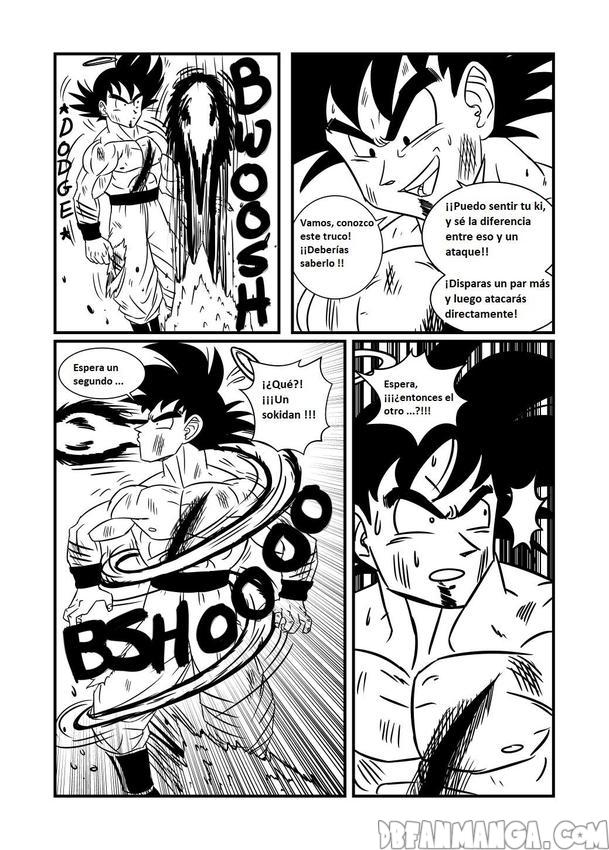 BWOOSH
*DODGE*
Vamos, conozco
este truco!
¡¡Deberías
saberlo !!
¡¡Puedo sentir tu ki,
y sé la diferencia
entre eso y un
ataque!!
¡Disparas un par más
y luego atacarás
directamente!
Espera un
segundo ...
¡¿Qué?!
¡¡¡Un
sokidan !!!
BSHOOOOO
Espera,
¡¡¡¿entonces el
otro ...?!!!
DBFANMANGA.COM